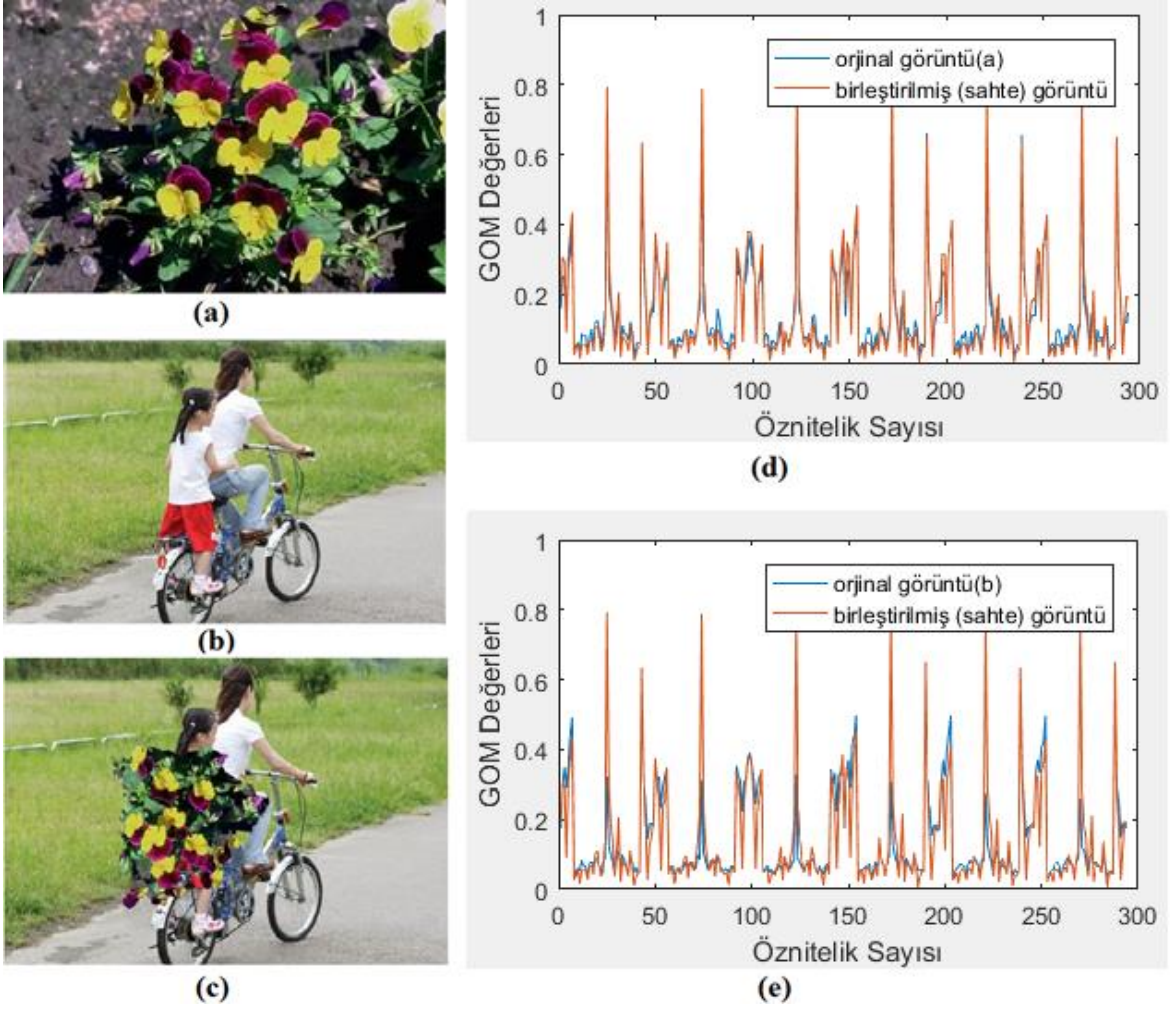 (a)
(b)
(c)
1
0.8
0.6
0.4
0.2
0
GOM Değerleri
orjinal görüntü(a)
birleştirilmiş (sahte) görüntü
0 50 100 150 200 250 300
Öznitelik Sayısı
(d)
1
0.8
0.6
0.4
0.2
0
GOM Değerleri
orjinal görüntü(b)
birleştirilmiş (sahte) görüntü
0 50 100 150 200 250 300
Öznitelik Sayısı
(e)